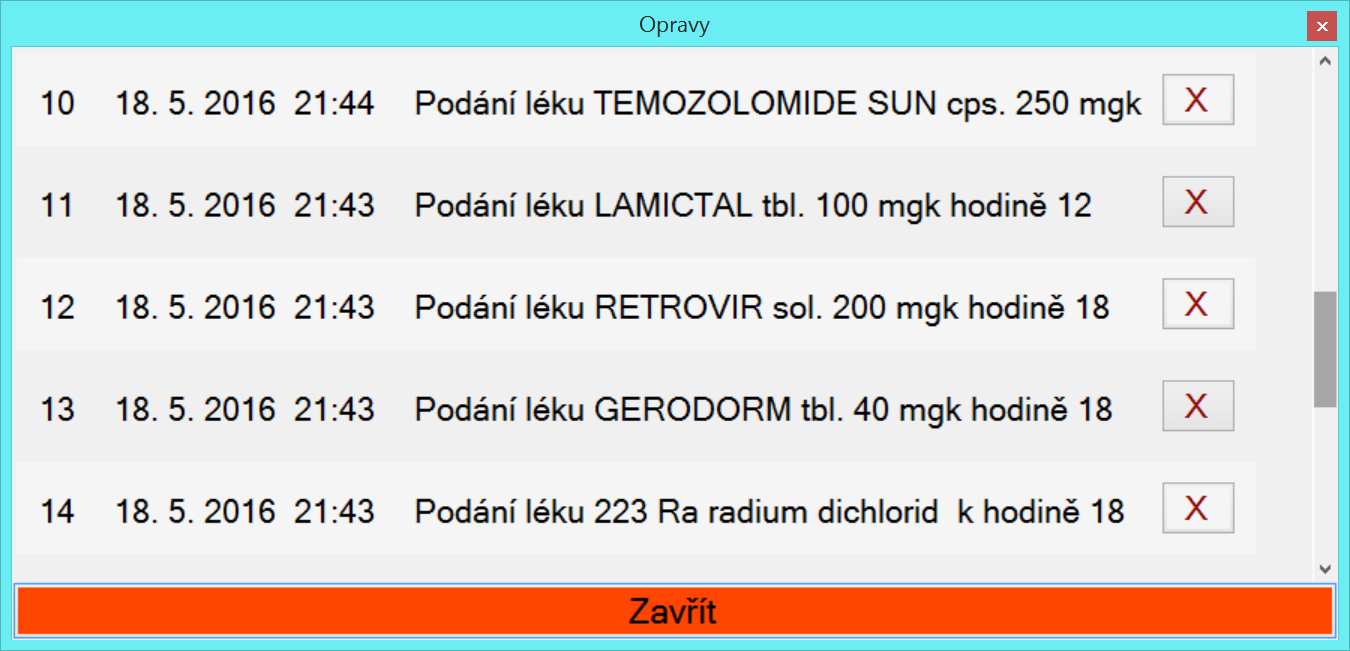 Opravy
10 18. 5. 2016 21:44 Podání léku TEMOZOLOMIDE SUN cps. 250 mgk X
11 18. 5. 2016 21:43 Podání léku LAMICTAL tbl. 100 mgk hodině 12 X
12 18. 5. 2016 21:43 Podání léku RETROVIR sol. 200 mgk hodině 18 X
13 18. 5. 2016 21:43 Podání léku GERODORM tbl. 40 mgk hodině 18 X
14 18. 5. 2016 21:43 Podání léku 223 Ra radium dichlorid k hodině 18 X
Zavřít